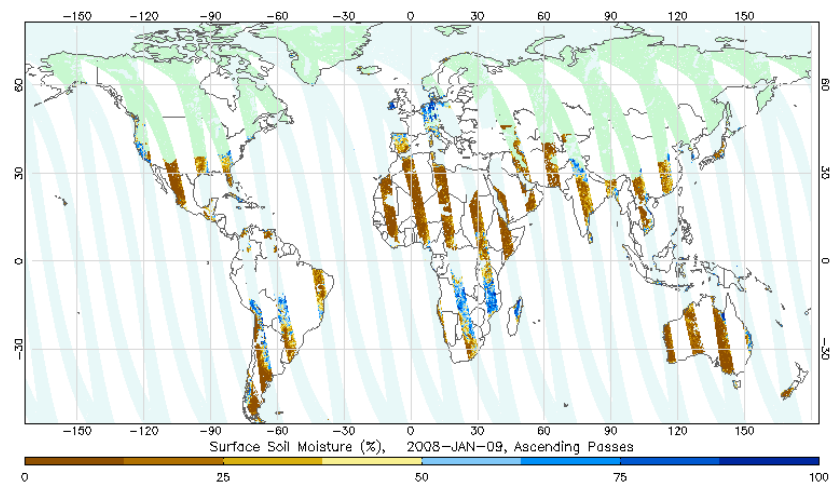 −150 −120 −90 −60 −30 0 30 60 90 120 150
60 60
30 30
0 0
−30 −30
−150 −120 −90 −60 −30 0 30 60 90 120 150
Surface Soil Moisture (%), 2008-JAN-09, Ascending Passes
0 25 50 75 100